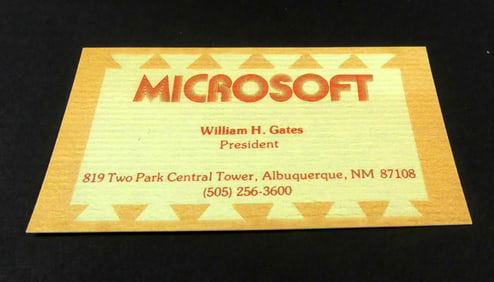 MICROSOFT
William H. Gates
President
819 Two Park Central Tower, Albuquerque, NM 87108
(505) 256-3600